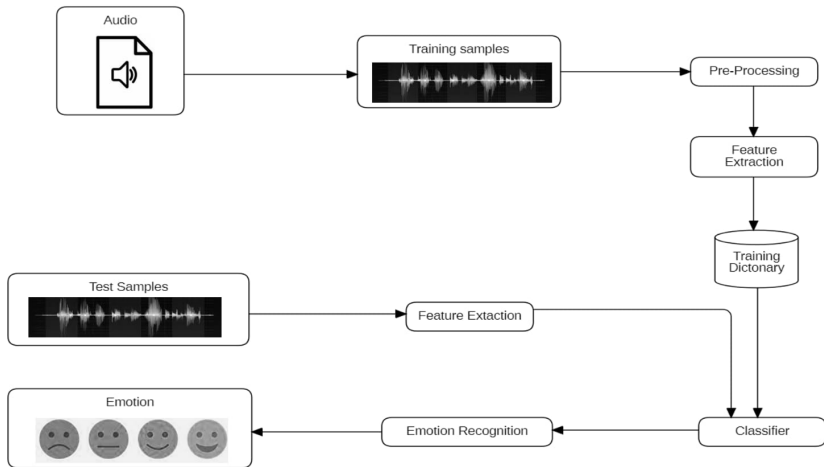 Audio
Training samples
Pre-Processing
Feature
Extraction
Training
Dictonary
Test Samples
Feature Extaction
Emotion
Emotion Recognition
Classifier